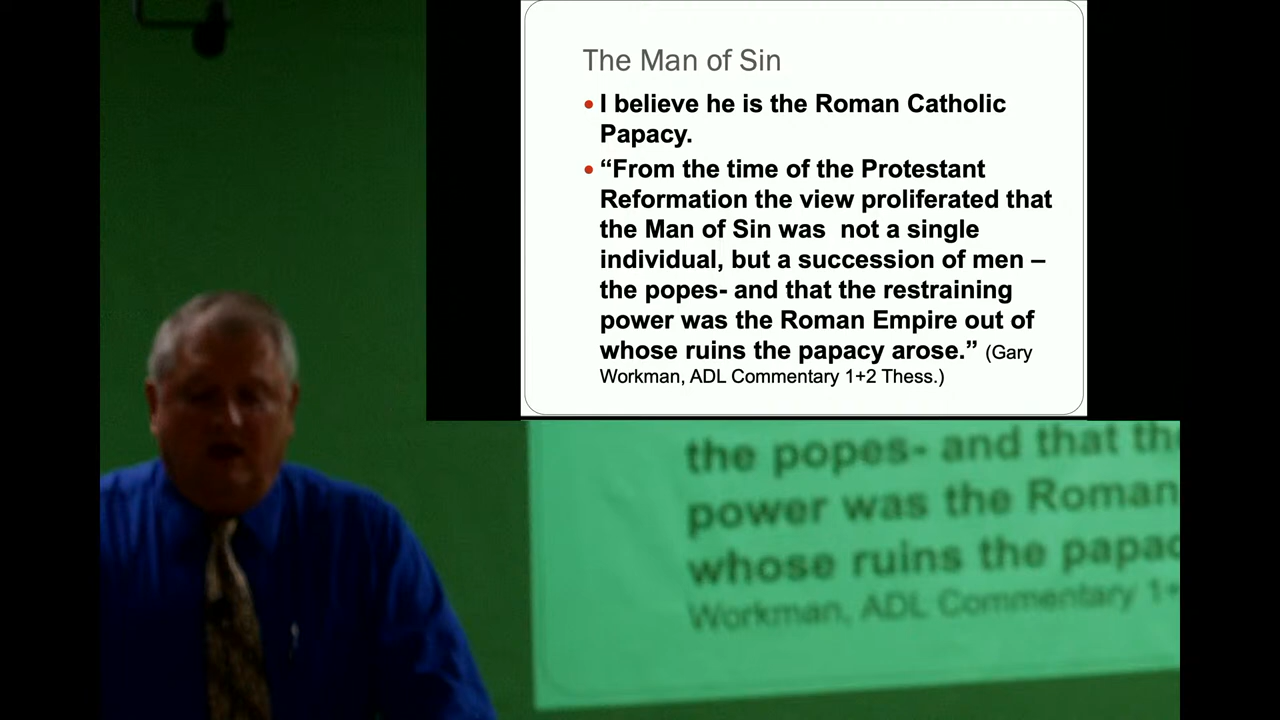 The Man of Sin
• I believe he is the Roman Catholic
Papacy.
• “From the time of the Protestant
Reformation the view proliferated that
the Man of Sin was  not a single
individual, but a succession of men –
the popes- and that the restraining
power was the Roman Empire out of
whose ruins the papacy arose.” (Gary
Workman, ADL Commentary 1+2 Thess.)
the popes- and that the
power was the Roman
whose ruins the papac
Workman, ADL Commentary 1+